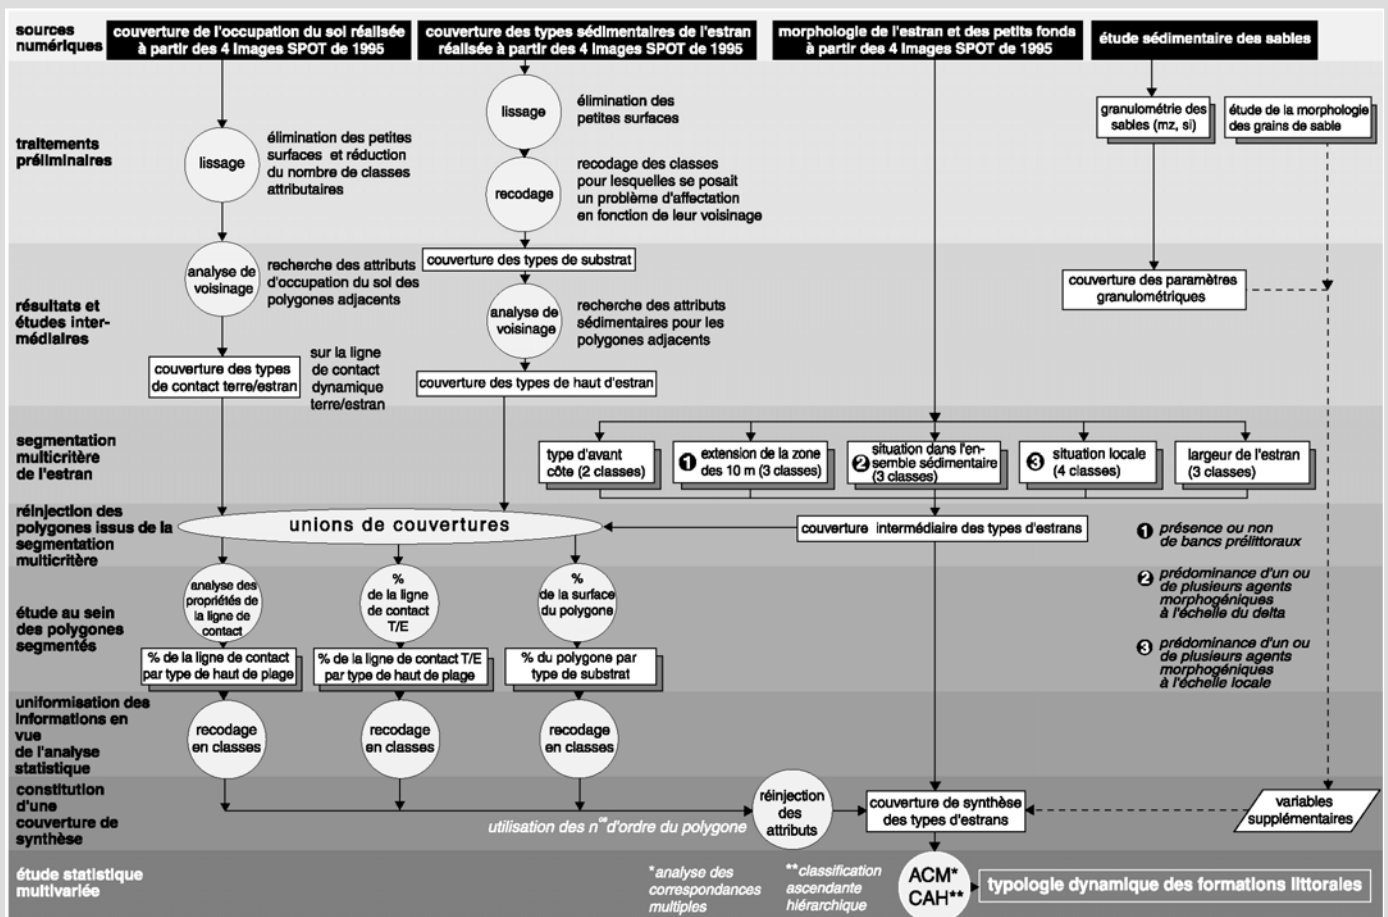 sources
numériques
couverture de l'occupation du sol réalisée
à partir des 4 images SPOT de 1995
couverture des types sédimentaires de l'estran
réalisée à partir des 4 images SPOT de 1995
morphologie de l'estran et des petits fonds
à partir des 4 images SPOT de 1995
étude sédimentaire des sables
traitements
préliminaires
lissage
élimination des petites
surfaces et réduction
du nombre de classes
attributaires
lissage
élimination des
petites surfaces
recodage
recodage des classes
pour lesquelles se posait
un problème d'affectation
en fonction de leur voisinage
granulométrie des
sables (mz, si)
étude de la morphologie
des grains de sable
résultats et
études inter-
médiaires
analyse de
voisinage
recherche des attributs
d'occupation du sol des
polygones adjacents
couverture des types de substrat
analyse de
voisinage
recherche des attributs
sédimentaires pour les
polygones adjacents
couverture des paramètres
granulométriques
couverture des types
de contact terre/estran
sur la ligne
de contact
dynamique
terre/estran
couverture des types de haut d'estran
segmentation
multicritère
de l'estran
type d'avant
côte (2 classes)
1 extension de la zone
des 10 m (3 classes)
2 situation dans l'en-
semble sédimentaire
(3 classes)
3 situation locale
(4 classes)
largeur de l'estran
(3 classes)
réinjection des
polygones issus de la
segmentation
multicritère
unions de couvertures
couverture intermédiaire des types d'estrans
1 présence ou non
de bancs prélittoraux
2 prédominance d'un ou
de plusieurs agents
morphogéniques
à l'échelle du delta
3 prédominance d'un ou
de plusieurs agents
morphogéniques
à l'échelle locale
étude au sein
des polygones
segmentés
analyse des
propriétés de
la ligne de
contact
%
de la ligne
de contact
T/E
%
de la surface
du polygone
% de la ligne de contact
par type de haut de plage
% de la ligne de contact T/E
par type de haut de plage
% du polygone par
type de substrat
uniformisation des
informations en
vue
de l'analyse
statistique
recodage
en classes
recodage
en classes
recodage
en classes
constitution
d'une
couverture de
synthèse
utilisation des n°s d'ordre du polygone
réinjection
des
attributs
couverture de synthèse
des types d'estrans
variables
supplémentaires
étude statistique
multivariée
*analyse des
correspondances
multiples
**classification
ascendante
hiérarchique
ACM*
CAH**
typologie dynamique des formations littorales